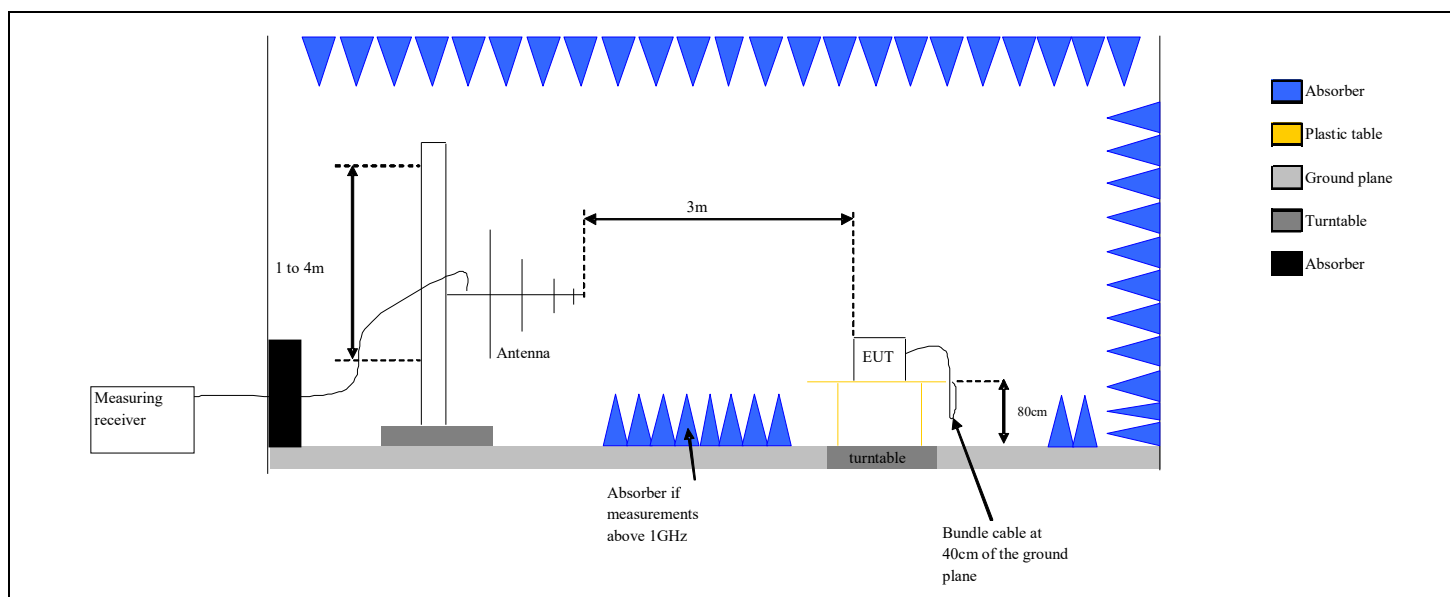 Absorber
Plastic table
Ground plane
Turntable
Absorber
3m
1 to 4m
Antenna
EUT
Measuring
receiver
80cm
turntable
Absorber if
measurements
above 1GHz
Bundle cable at
40cm of the ground
plane